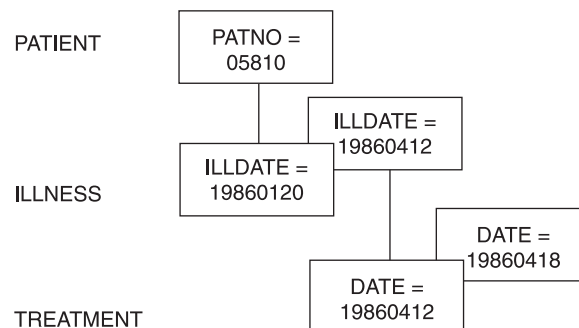 PATIENT
PATNO =
05810
ILLDATE =
19860412
ILLNESS
ILLDATE =
19860120
DATE =
19860418
TREATMENT
DATE =
19860412